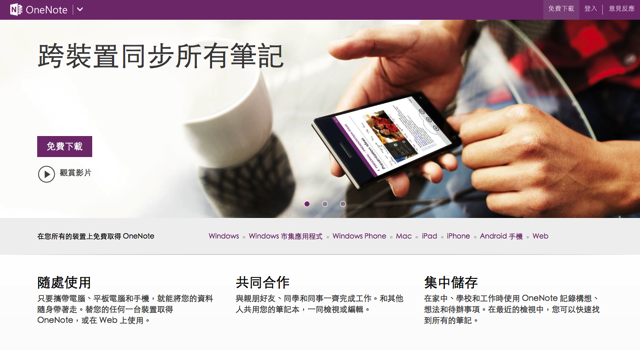 OneNote
免費下載 登入 意見反應
跨裝置同步所有筆記
免費下載
觀賞影片
在您所有的裝置上免費取得 OneNote
Windows Windows 市集應用程式 Windows Phone Mac iPad iPhone Android 手機 Web
隨處使用
只要攜帶電腦、平板電腦和手機，就能將您的資料
隨身帶著走。替您的任何一台裝置取得
OneNote，或在 Web 上使用。
共同合作
與親朋好友、同學和同事一齊完成工作。和其他
人共用您的筆記本，一同檢視或編輯。
集中儲存
在家中、學校和工作時使用 OneNote 記錄構想、
想法和待辦事項。在最近的檢視中，您可以快速找
到所有的筆記。